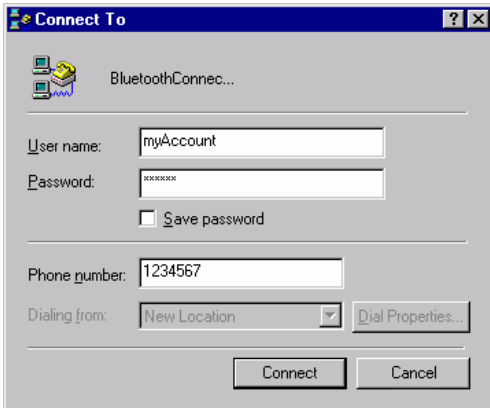 Connect To
BluetoothConnec...
User name: myAccount
Password: ******
Save password
Phone number: 1234567
Dialing from: New Location Dial Properties...
Connect Cancel